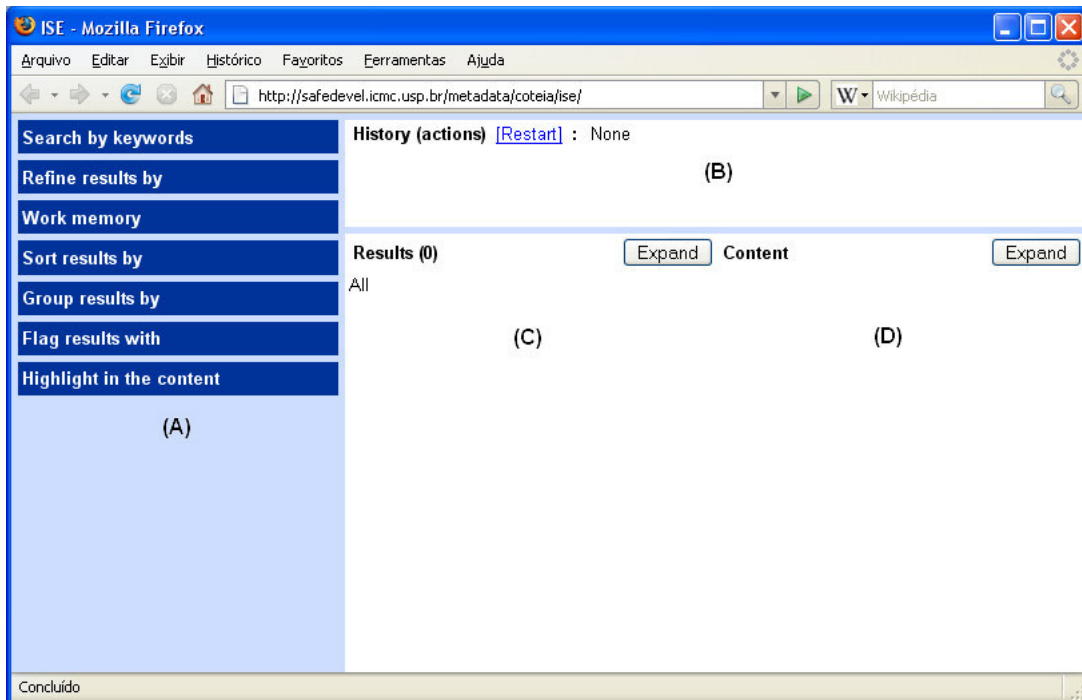 ISE - Mozilla Firefox
Arquivo Editar Exibir Histórico Favoritos Ferramentas Ajuda
http://safedevel.icmc.usp.br/metadata/coteia/ise/ W Wikipédia
Search by keywords
Refine results by
Work memory
Sort results by
Group results by
Flag results with
Highlight in the content
(A)
History (actions) [Restart] : None
(B)
Results (0) Expand
All
(C)
Content Expand
(D)
Concluído